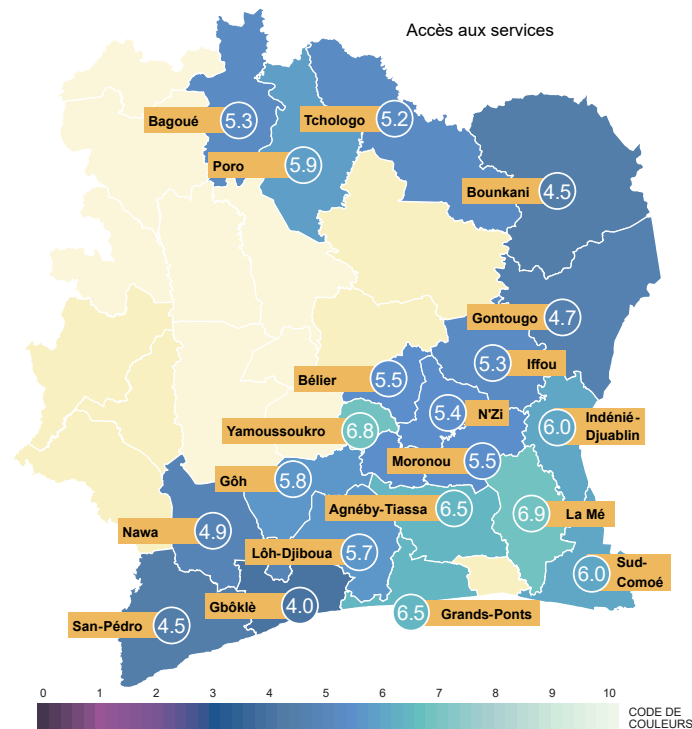 Accès aux services
Bagoué 5.3
Tchologo 5.2
Poro 5.9
Bounkani 4.5
Gontougo 4.7
5.3 Iffou
Bélier 5.5
5.4 N'Zi
6.0 Indénié-
Djuablin
Yamoussoukro 6.8
Moronou 5.5
Gôh 5.8
Agnéby-Tiassa 6.5
6.9 La Mé
Nawa 4.9
Lôh-Djiboua 5.7
6.0 Sud-
Comoé
Gbôklè 4.0
6.5 Grands-Ponts
San-Pédro 4.5
0 1 2 3 4 5 6 7 8 9 10
CODE DE
COULEURS